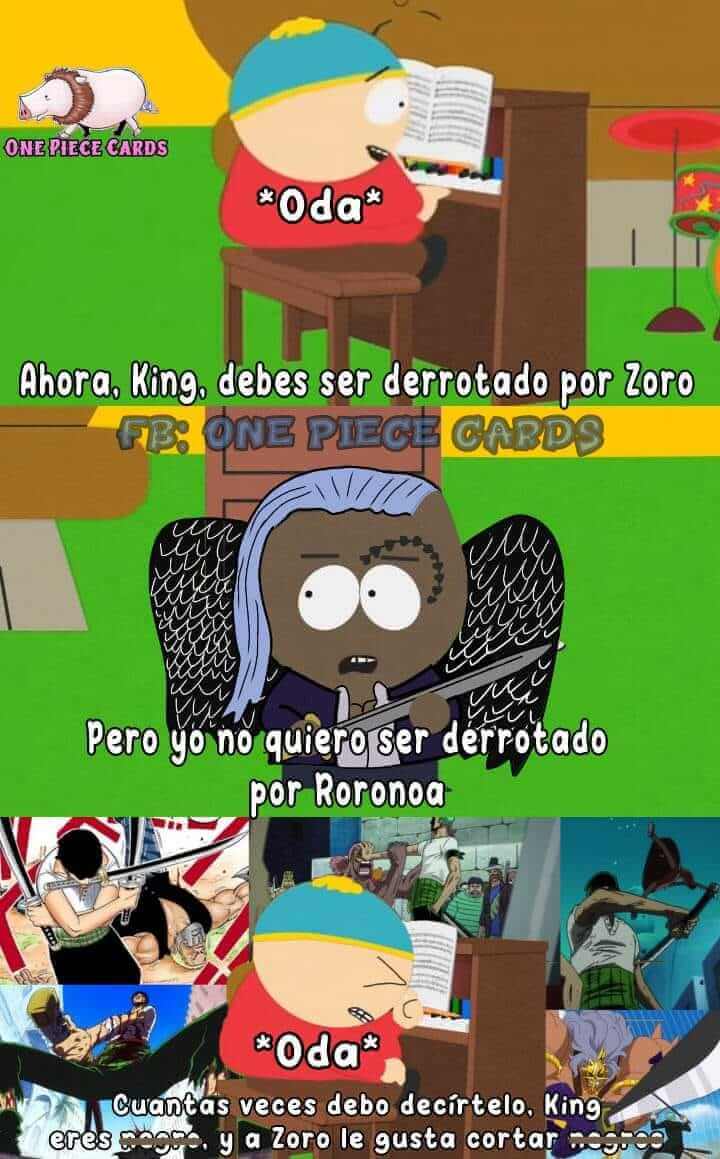 ONE PIECE CARDS
*Oda*
Ahora, King, debes ser derrotado por Zoro
FB: ONE PIECE CARDS
Pero yo no quiero ser derrotado
por Roronoa
*Oda*
Cuantas veces debo decírtelo, King
eres negro, y a Zoro le gusta cortar negros